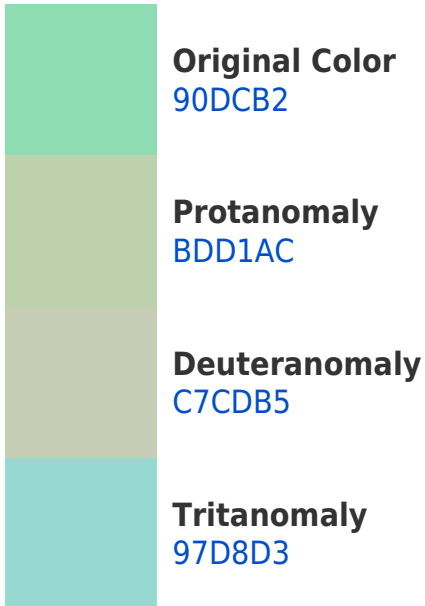 Original Color
90DCB2
Protanomaly
BDD1AC
Deuteranomaly
C7CDB5
Tritanomaly
97D8D3